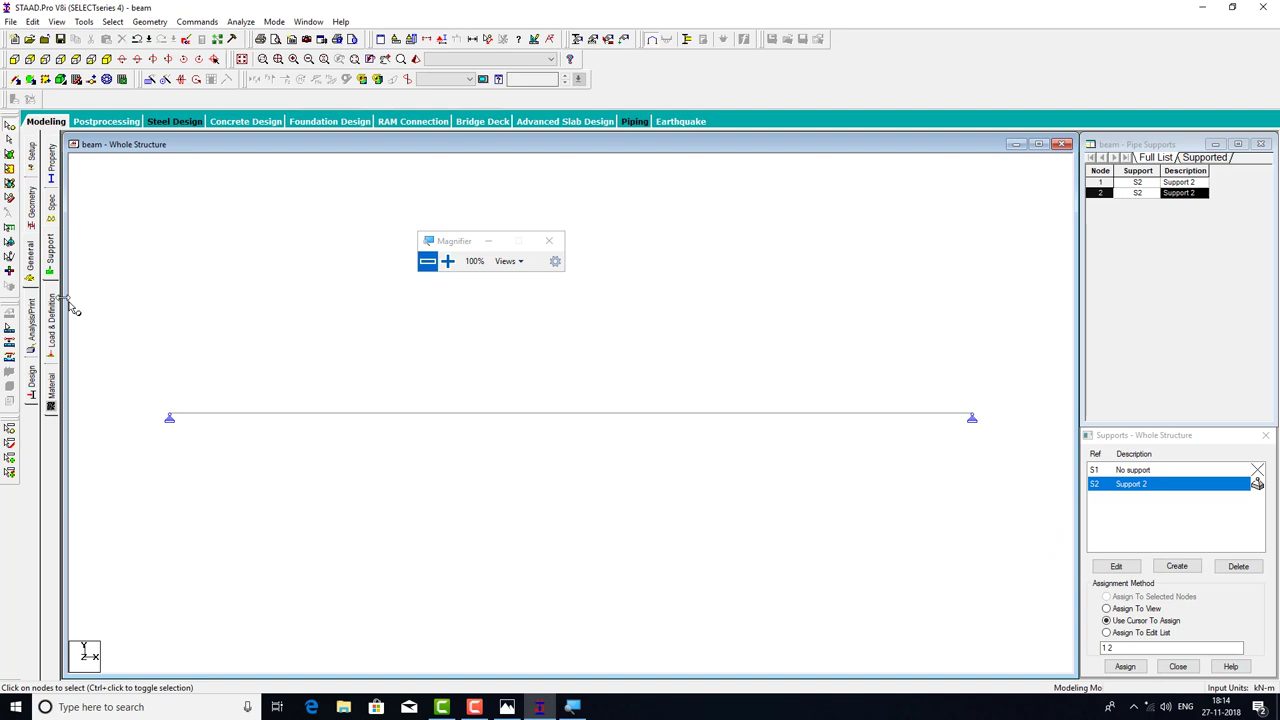 STAAD.Pro V8i (SELECTseries 4) - beam
File Edit View Tools Select Geometry Commands Analyze Mode Window Help
Modeling Postprocessing Steel Design Concrete Design Foundation Design RAM Connection Bridge Deck Advanced Slab Design Piping Earthquake
beam - Whole Structure
beam - Pipe Supports
Full List Supported
Node Support Description
1 S2 Support 2
2 S2 Support 2
Setup
Geometry
General
Analysis/Print
Design
Property
Spec
Support
Load & Definition
Material
Magnifier
100% Views
Y
Z X
Supports - Whole Structure
Ref Description
S1 No support
S2 Support 2
Edit Create Delete
Assignment Method
Assign To Selected Nodes
Assign To View
Use Cursor To Assign
Assign To Edit List
1 2
Assign Close Help
Click on nodes to select (Ctrl+click to toggle selection)
Modeling Mo
Input Units: kN-m
Type here to search
ENG
18:14
27-11-2018
2